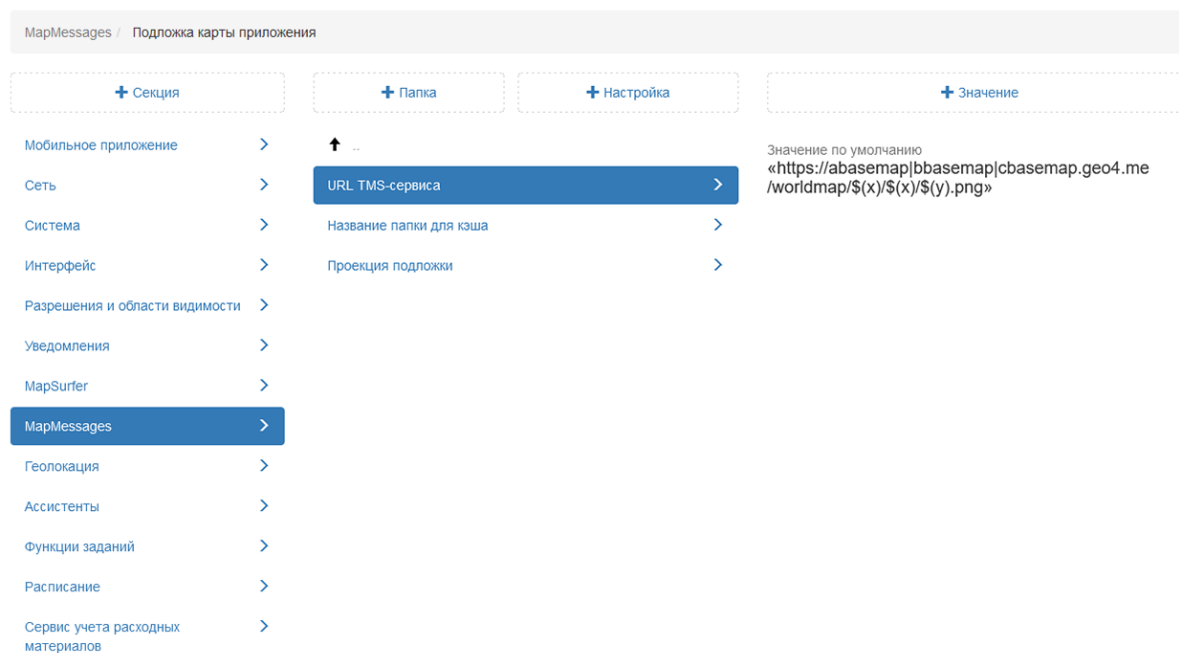 MapMessages / Подложка карты приложения
+ Секция
+ Папка
+ Настройка
+ Значение
Мобильное приложение
Сеть
Система
Интерфейс
Разрешения и области видимости
Уведомления
MapSurfer
MapMessages
Геолокация
Ассистенты
Функции заданий
Расписание
Сервис учета расходных
материалов
..
URL TMS-сервиса
Название папки для кэша
Проекция подложки
Значение по умолчанию
«https://abasemap|bbasemap|cbasemap.geo4.me
/worldmap/$(x)/$(x)/$(y).png»